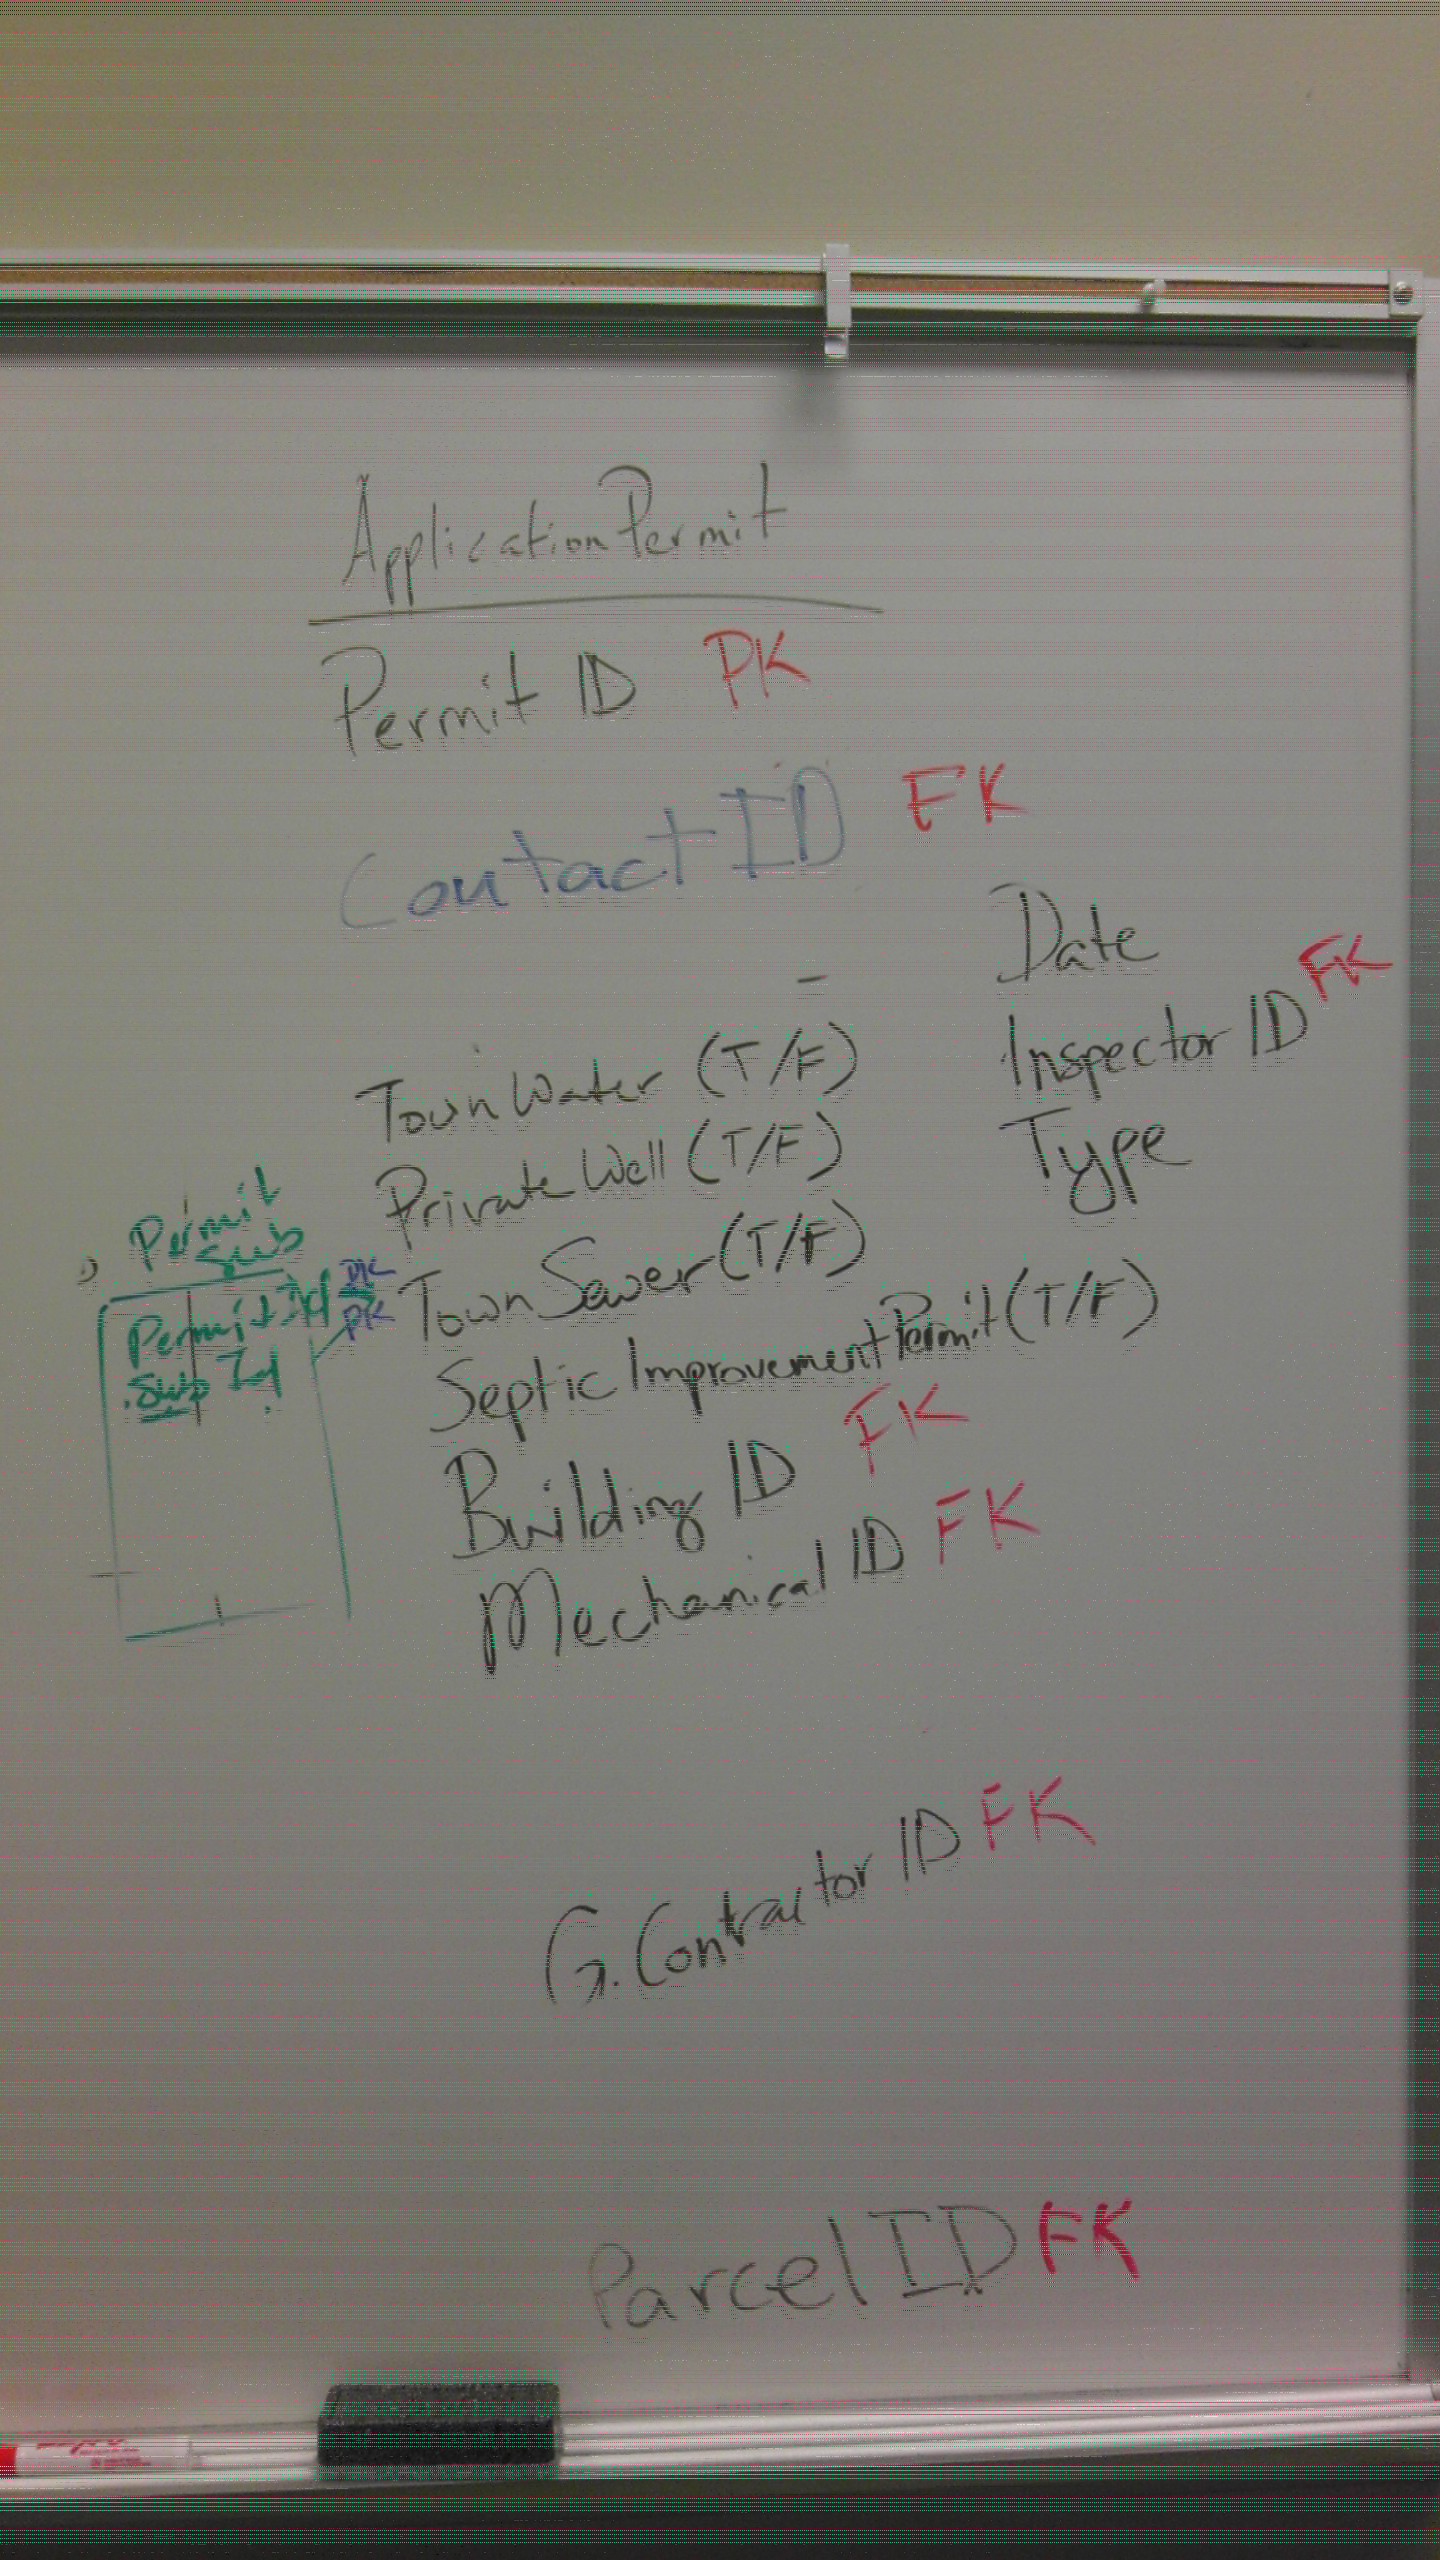 ApplicationPermit
Permit ID PK
Contact ID FK
Date
Inspector ID FK
Type
Town Water (T/F)
Private Well (T/F)
Town Sewer (T/F)
Septic Improvement Permit (T/F)
Building ID FK
Mechanical ID FK
G. Contractor ID FK
Parcel ID FK
Permit
Sub
Permit Id PK
Sub Id PK